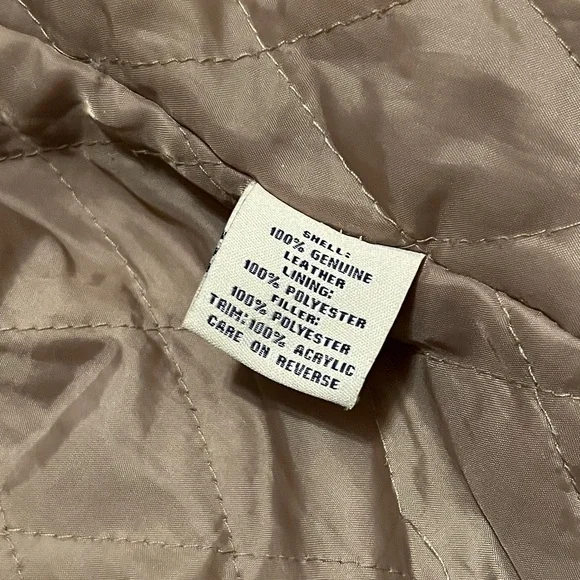 SHELL:
100% GENUINE
LEATHER
LINING:
100% POLYESTER
FILLER:
100% POLYESTER
TRIM:100% ACRYLIC
CARE ON REVERSE